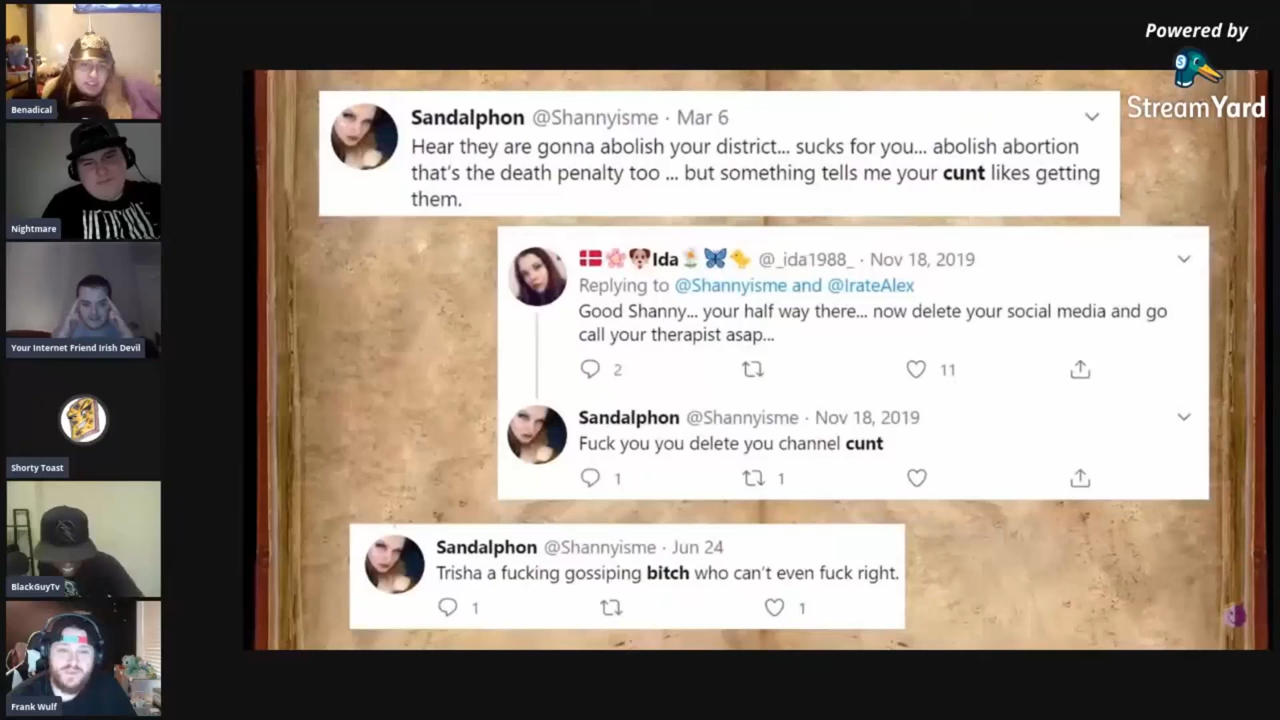 Powered by
StreamYard
Benadical
Nightmare
Your Internet Friend Irish Devil
Shorty Toast
BlackGuyTv
Frank Wulf
Sandalphon @Shannyisme · Mar 6
Hear they are gonna abolish your district... sucks for you... abolish abortion
that's the death penalty too ... but something tells me your cunt likes getting
them.
Ida @_ida1988_ · Nov 18, 2019
Replying to @Shannyisme and @IrateAlex
Good Shanny... your half way there... now delete your social media and go
call your therapist asap...
2 11
Sandalphon @Shannyisme · Nov 18, 2019
Fuck you you delete you channel cunt
1 1
Sandalphon @Shannyisme · Jun 24
Trisha a fucking gossiping bitch who can't even fuck right.
1 1